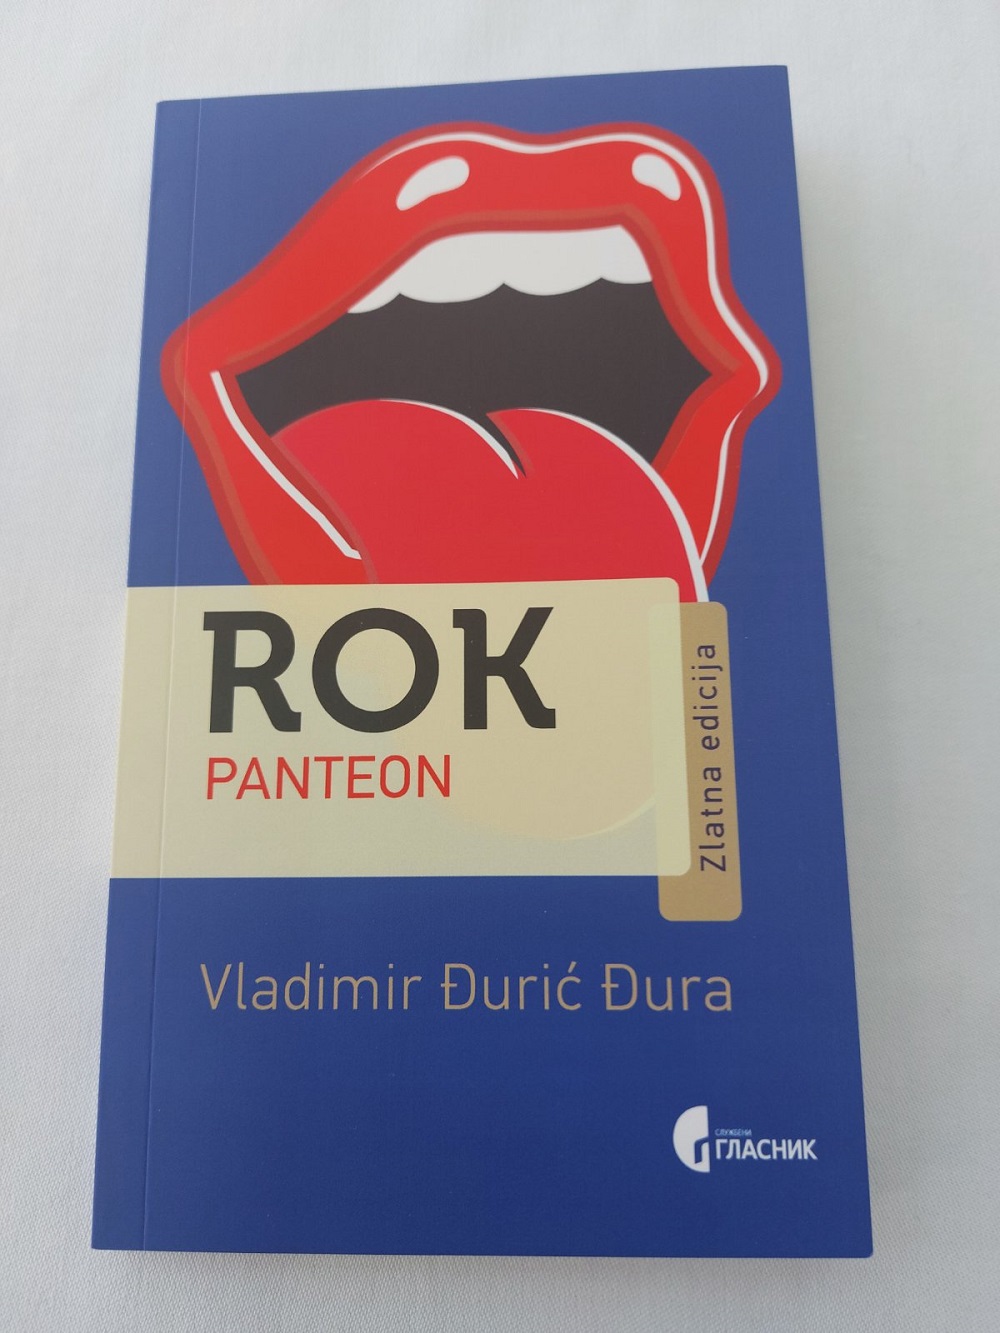 ROK
PANTEON
Zlatna edicija
Vladimir Đurić Đura
СЛУЖБЕНИ
ГЛАСНИК